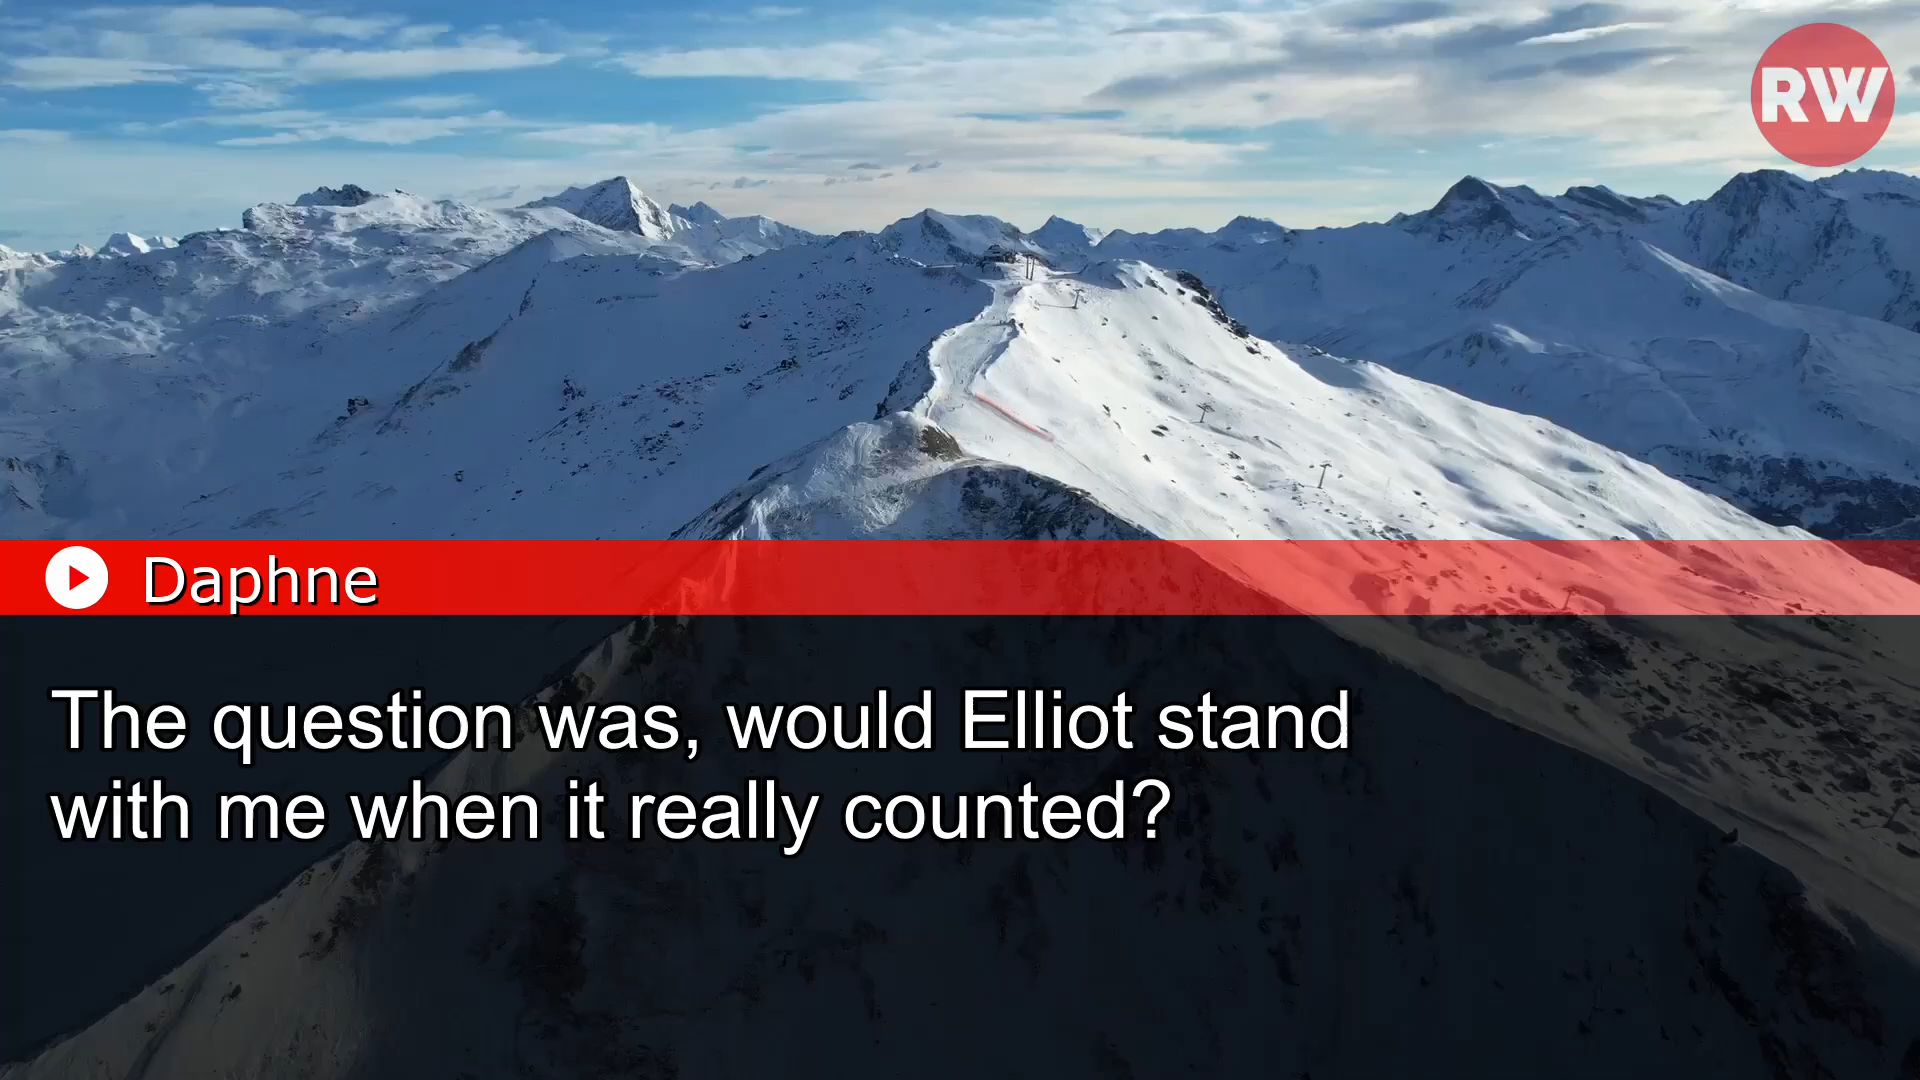 RW
Daphne
The question was, would Elliot stand
with me when it really counted?